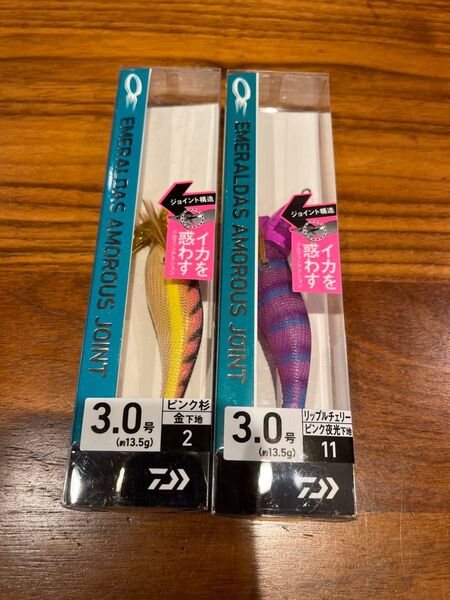 EMERALDAS AMOROUS JOINT
ジョイント構造
イカを
惑わす
3.0号
(約13.5g)
ピンク杉
金 下地
2
EMERALDAS AMOROUS JOINT
ジョイント構造
イカを
惑わす
3.0号
(約13.5g)
リップルチェリー
ピンク夜光下地
11